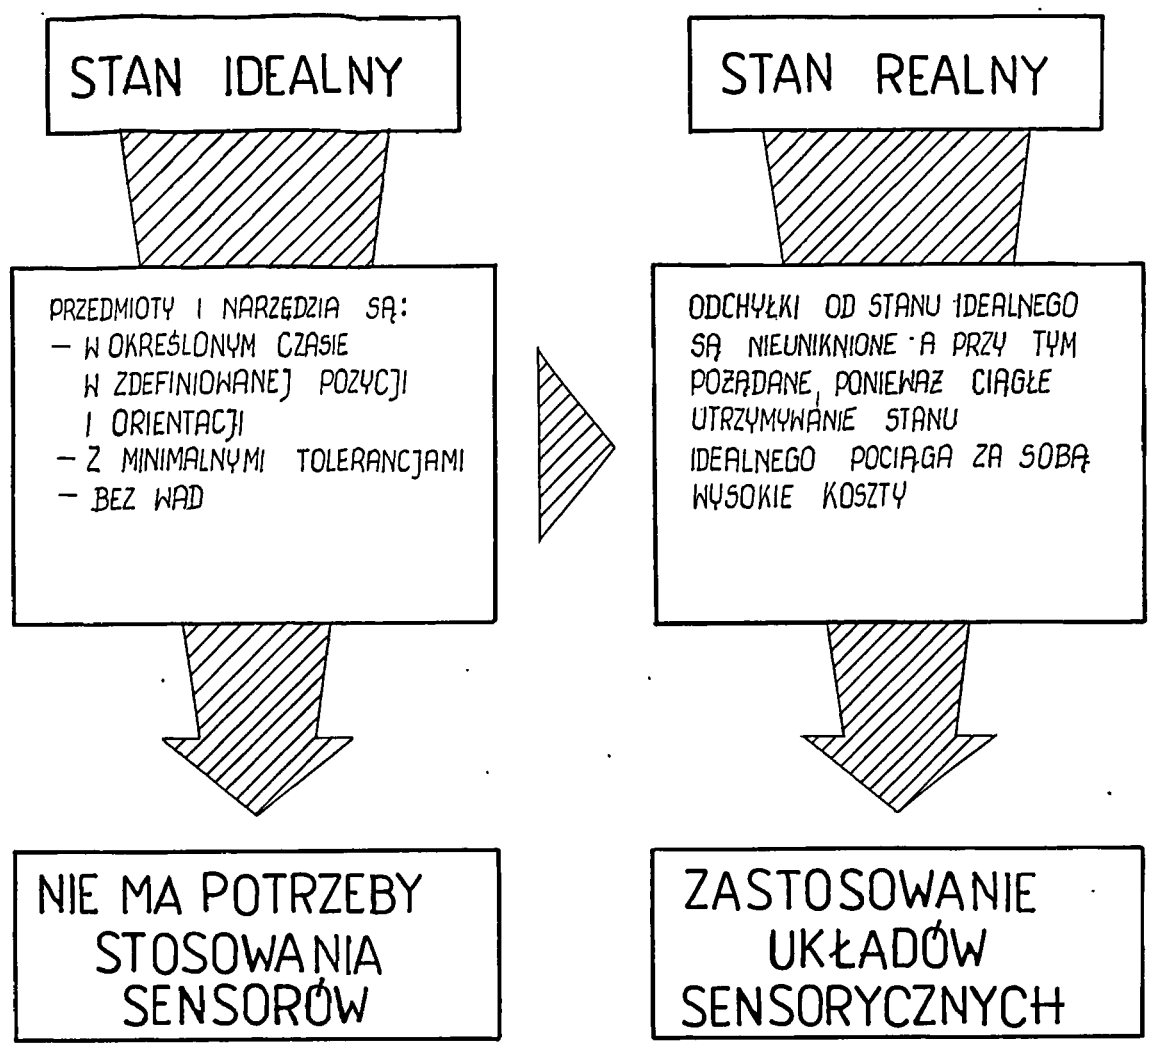 STAN IDEALNY
PRZEDMIOTY I NARZĘDZIA SĄ:
— W OKREŚLONYM CZASIE
W ZDEFINIOWANEJ POZYCJI
I ORIENTACJI
— Z MINIMALNYMI TOLERANCJAMI
— BEZ WAD
NIE MA POTRZEBY
STOSOWANIA
SENSORÓW
STAN REALNY
ODCHYŁKI OD STANU IDEALNEGO
SĄ NIEUNIKNIONE A PRZY TYM
POŻĄDANE, PONIEWAŻ CIĄGŁE
UTRZYMYWANIE STANU
IDEALNEGO POCIĄGA ZA SOBĄ
WYSOKIE KOSZTY
ZASTOSOWANIE
UKŁADÓW
SENSORYCZNYCH